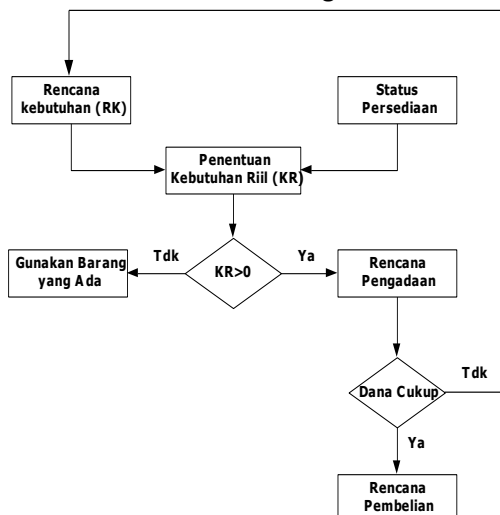 Rencana
kebutuhan (RK)
Status
Persediaan
Penentuan
Kebutuhan Riil (KR)
Tdk
Ya
Gunakan Barang
yang Ada
KR>0
Rencana
Pengadaan
Dana Cukup
Tdk
Ya
Rencana
Pembelian